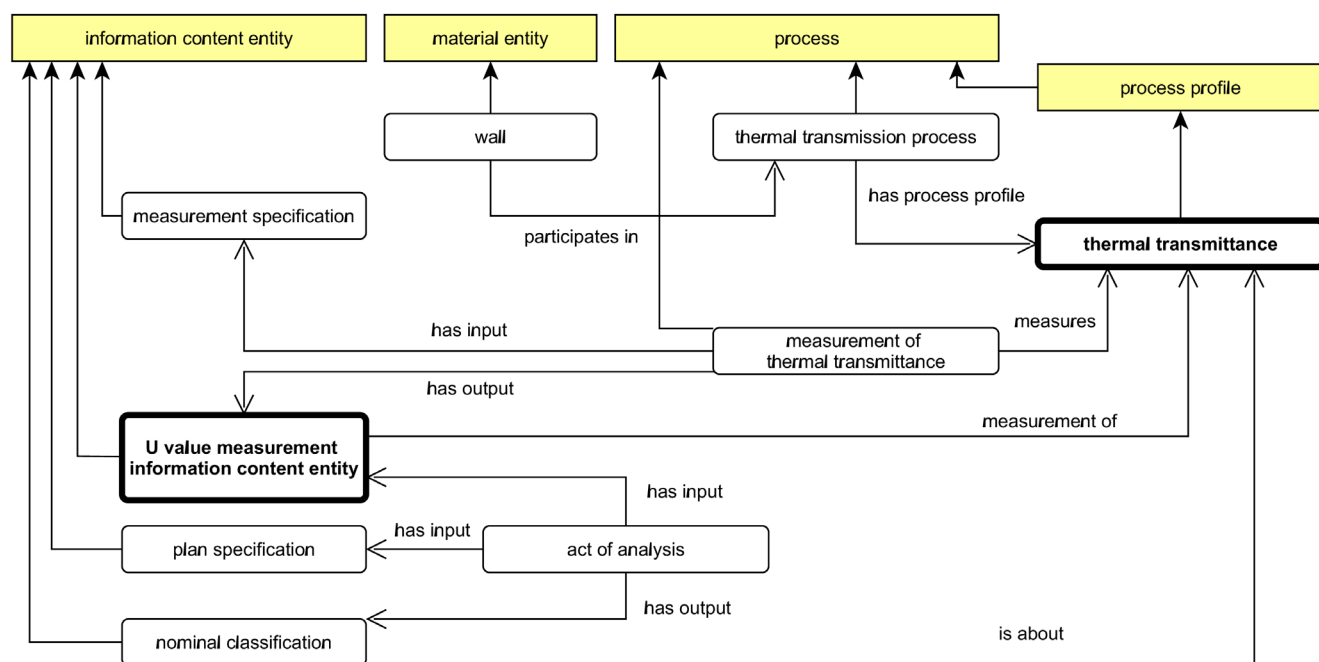 information content entity
material entity
process
process profile
wall
thermal transmission process
measurement specification
has process profile
participates in
thermal transmittance
has input
measures
measurement of
thermal transmittance
has output
measurement of
U value measurement
information content entity
has input
has input
plan specification
act of analysis
has output
nominal classification
is about